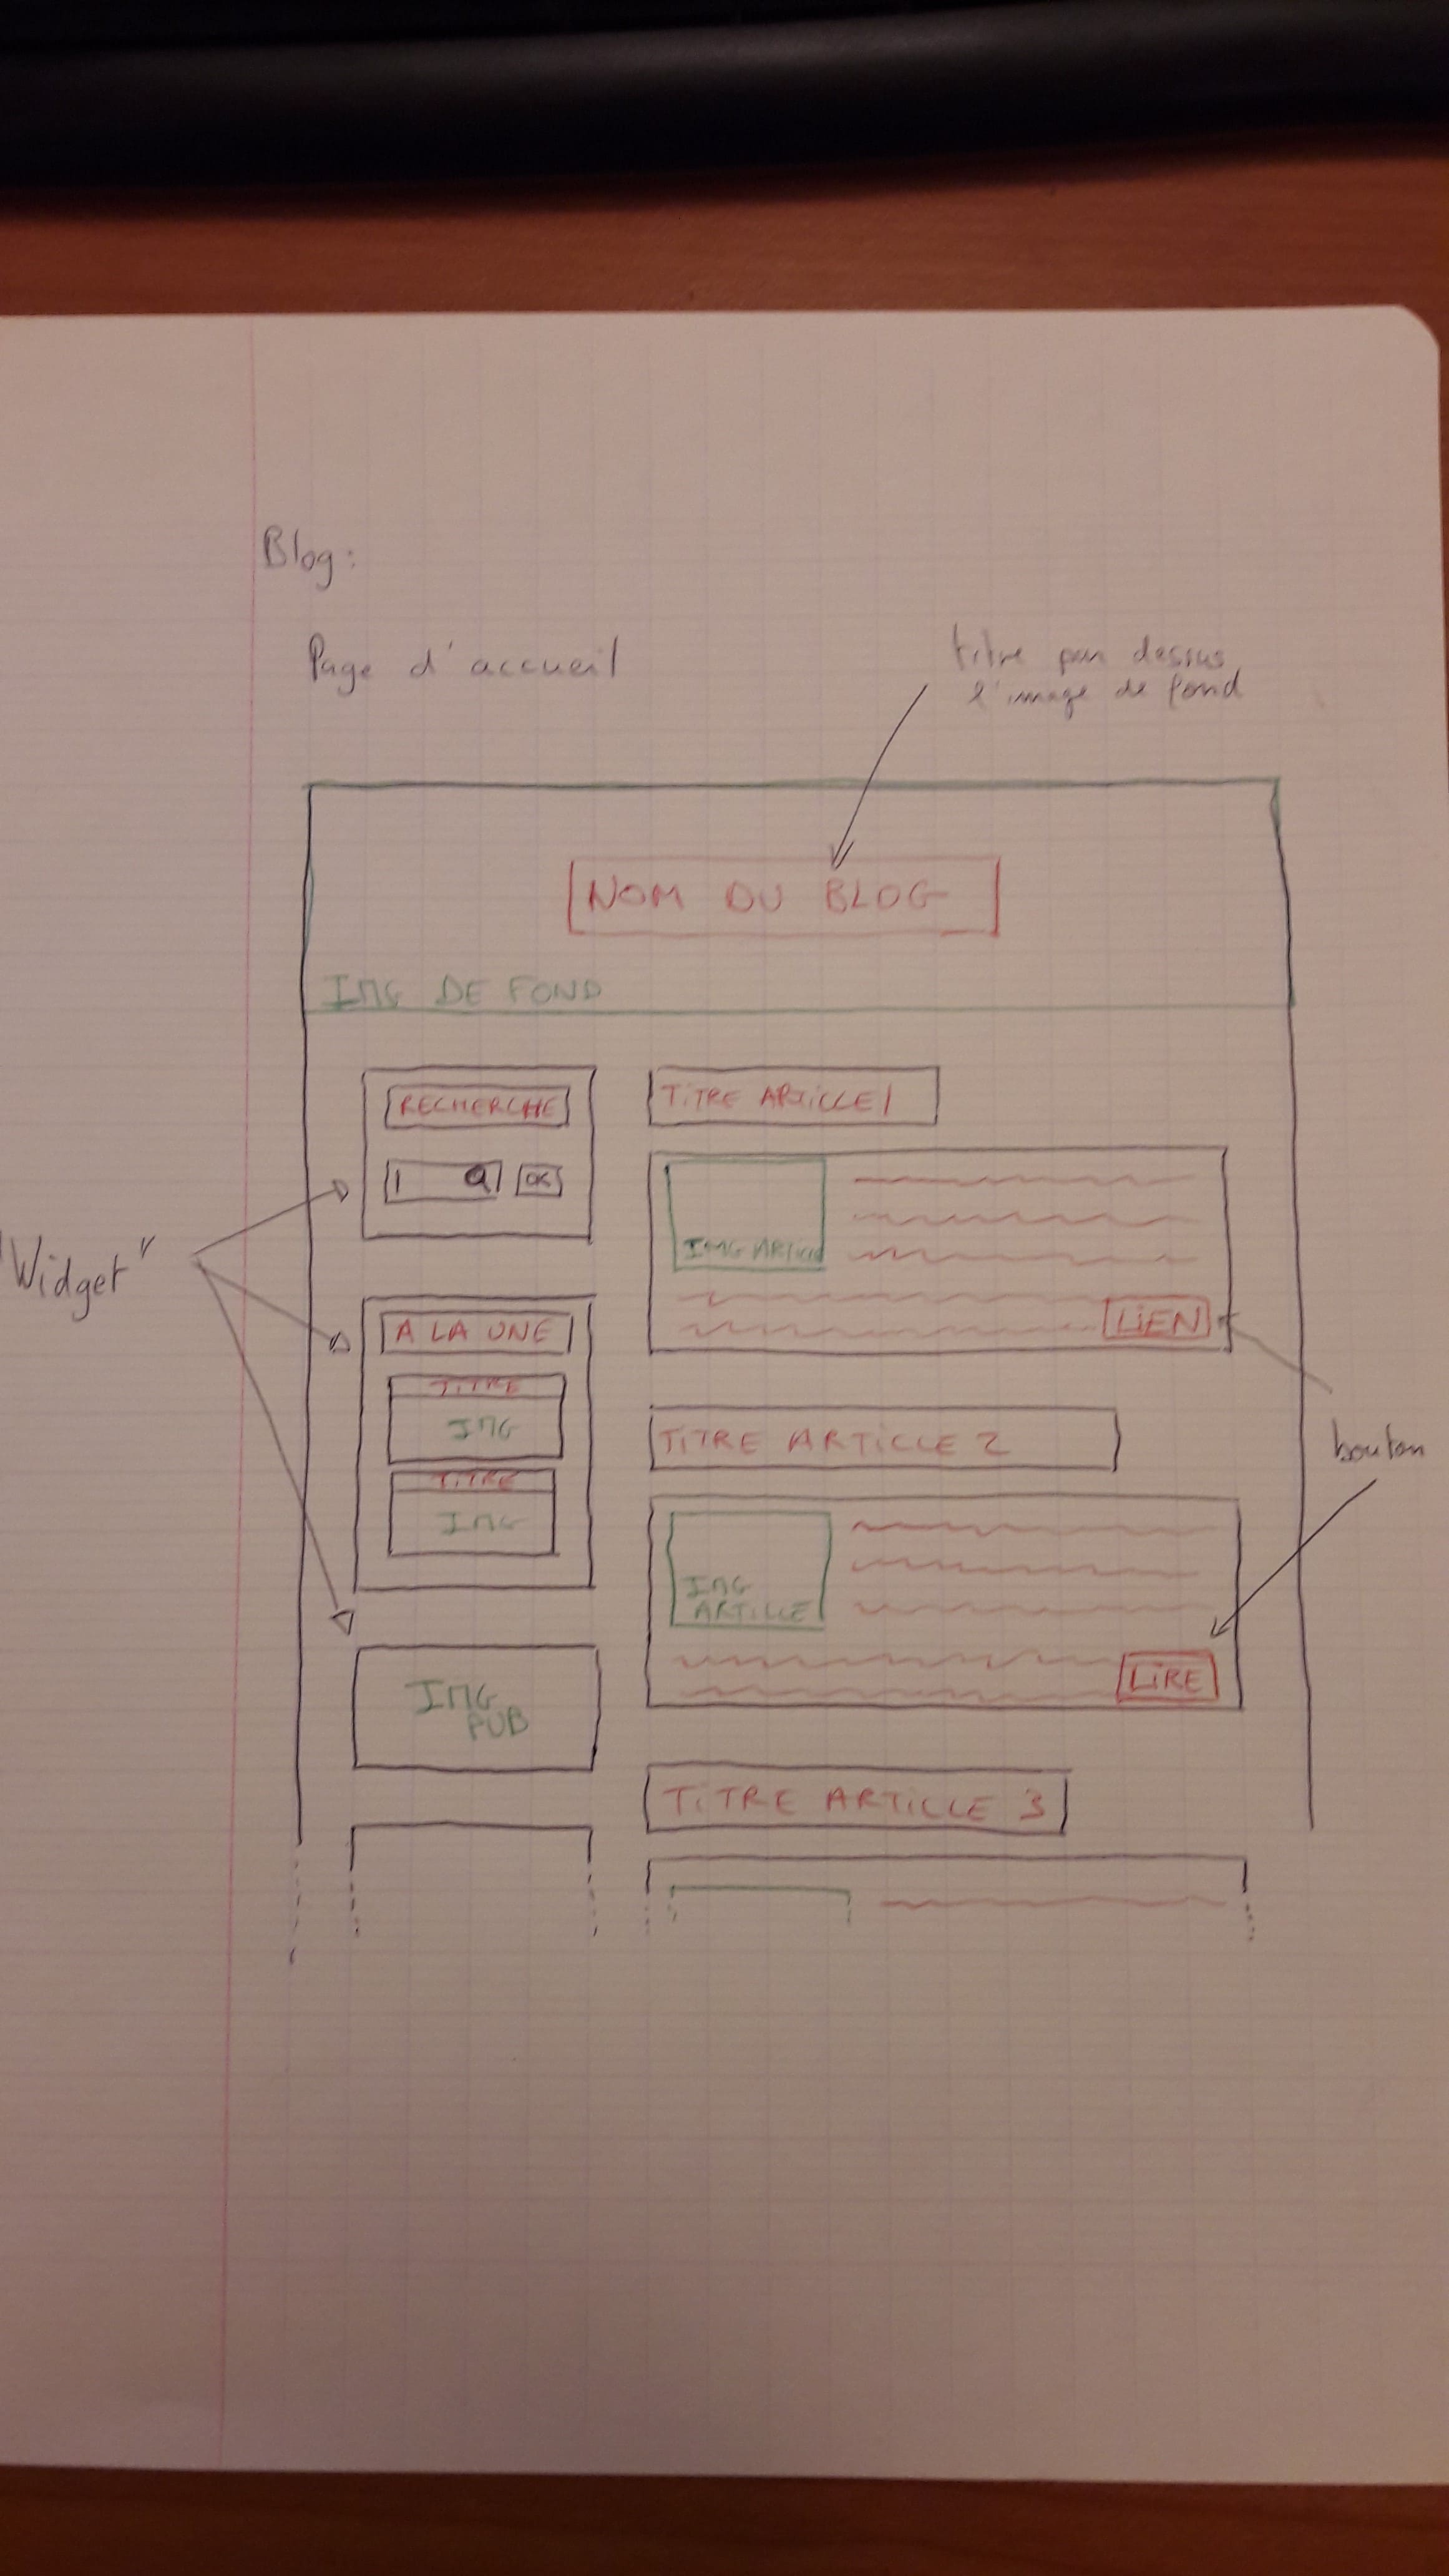 Blog:
Page d'accueil
titre par dessus
l'image de fond
NOM DU BLOG
IMG DE FOND
RECHERCHE
OK
"Widget"
A LA UNE
TITRE
IMG
TITRE
IMG
IMG
PUB
TITRE ARTICLE 1
IMG ARTICLE
LIEN
bouton
TITRE ARTICLE 2
IMG
ARTICLE
LIRE
TITRE ARTICLE 3